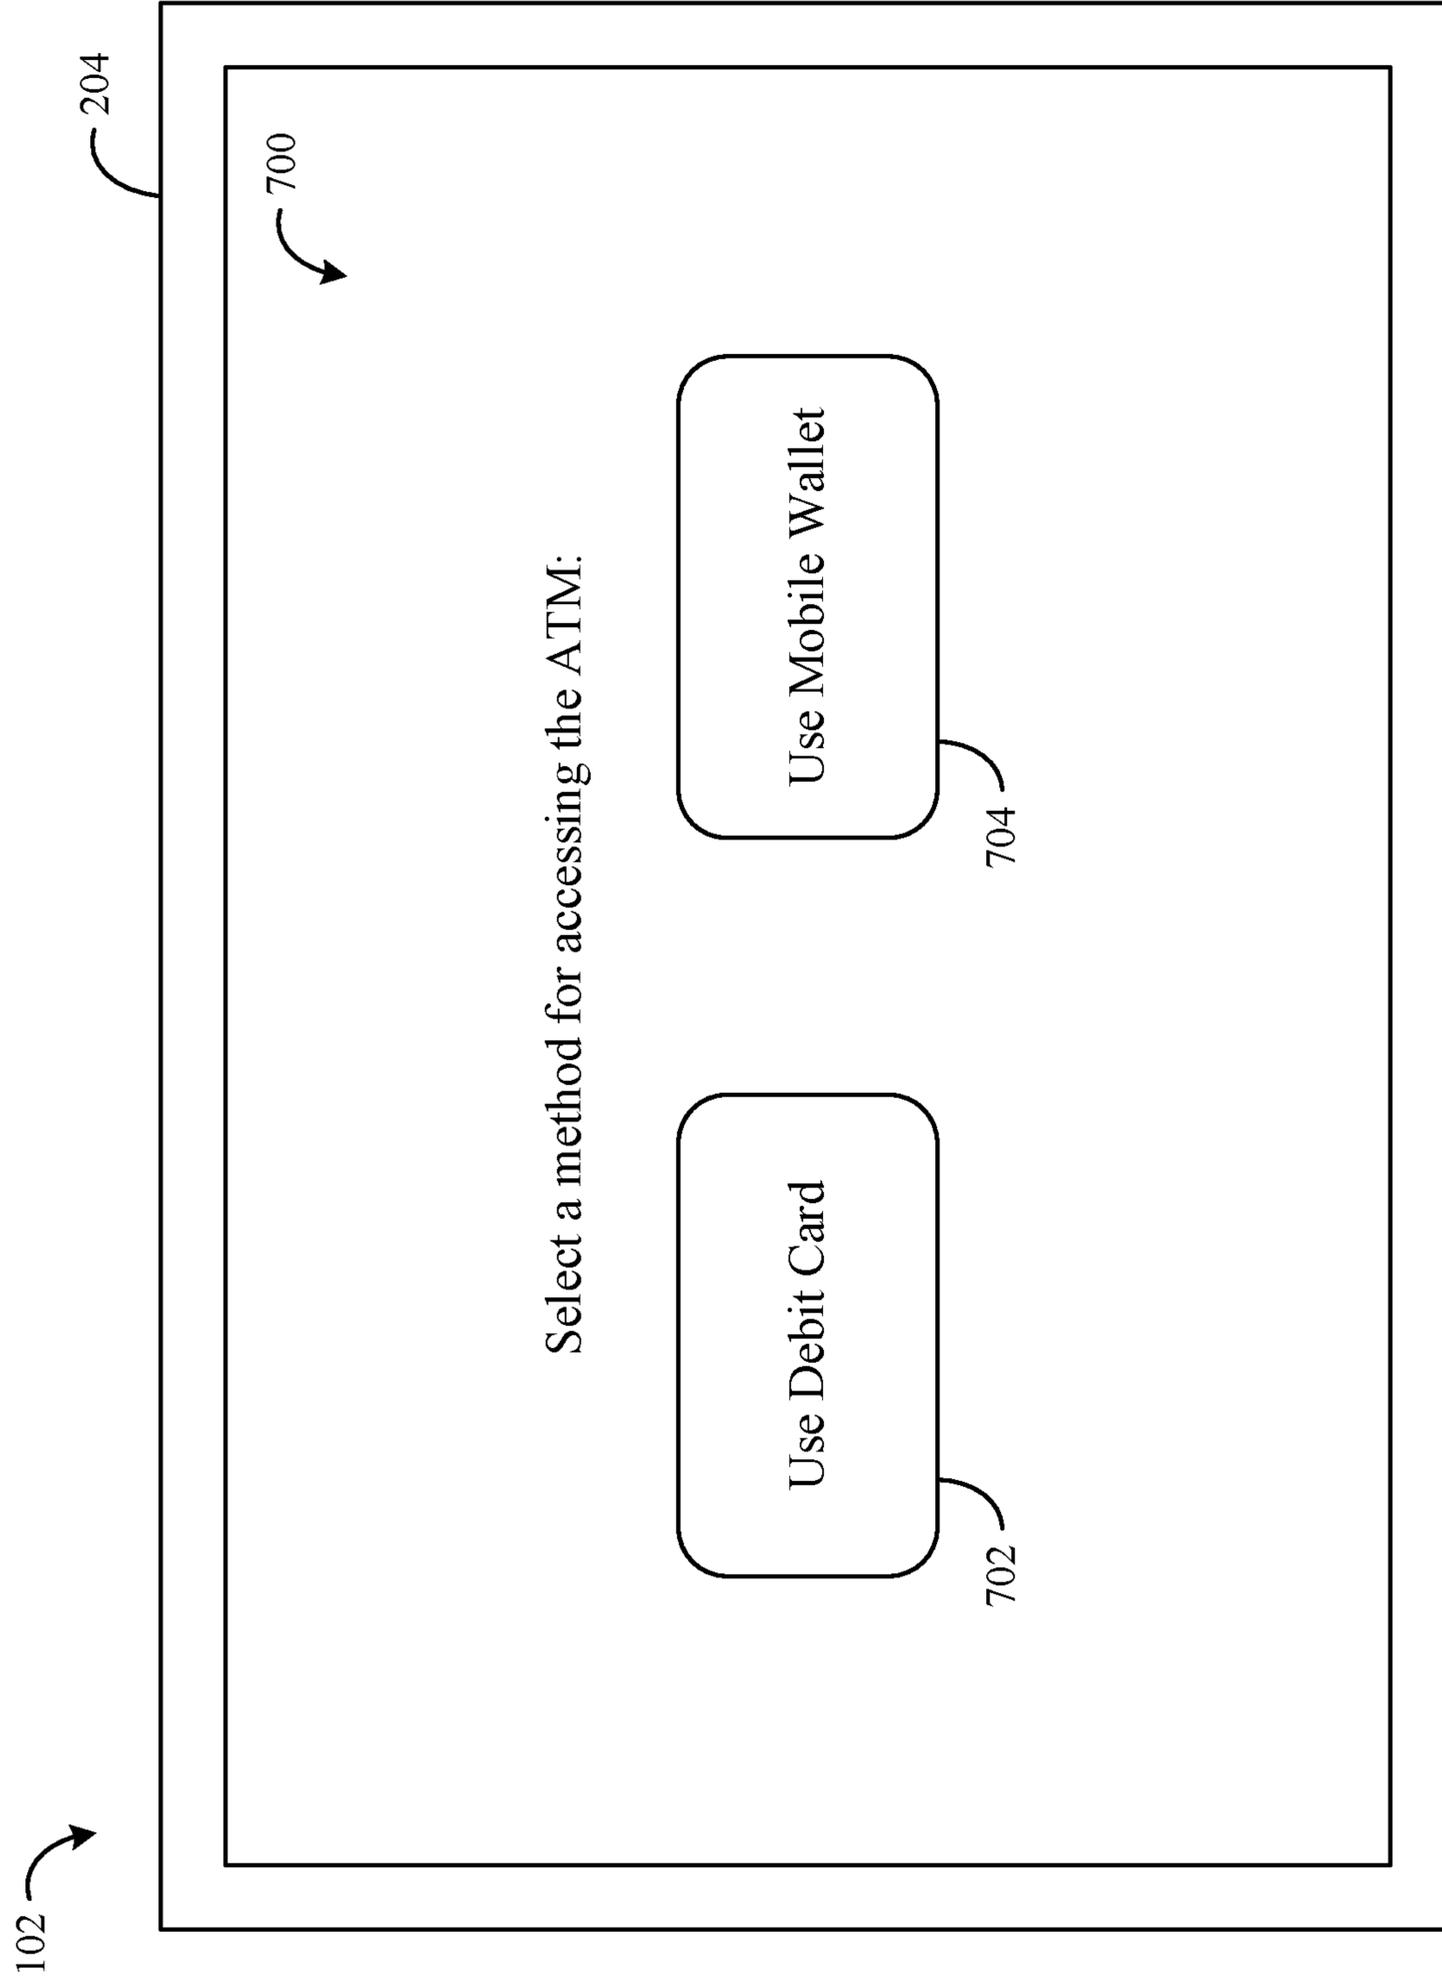 102
204
700
Select a method for accessing the ATM:
Use Debit Card
Use Mobile Wallet
702
704